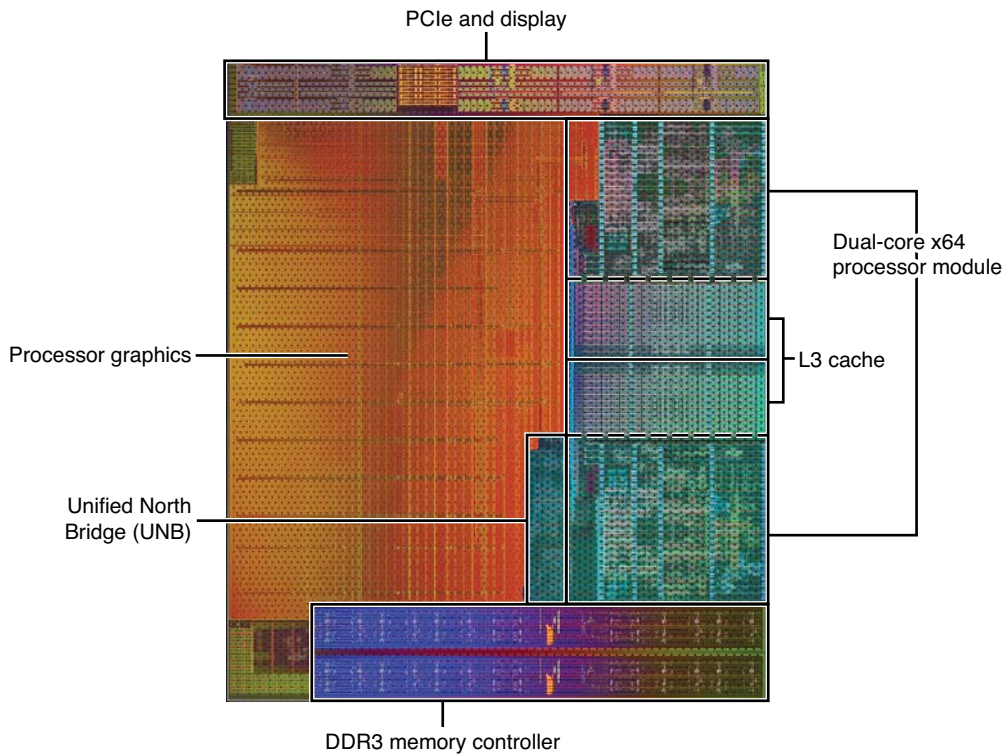 PCIe and display
Dual-core x64
processor module
Processor graphics
L3 cache
Unified North
Bridge (UNB)
DDR3 memory controller